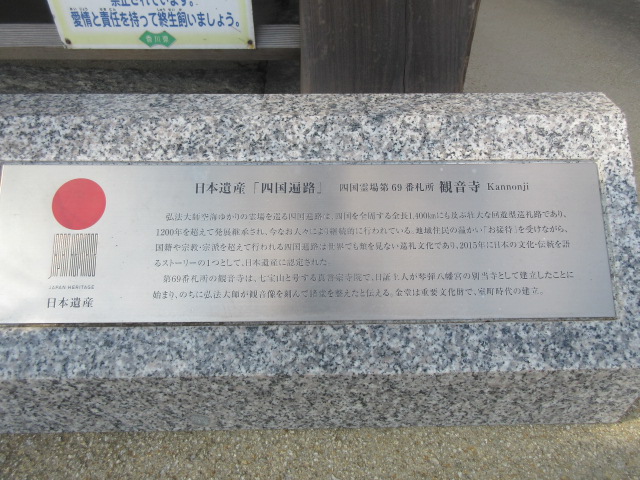 禁止されています。
愛情と責任を持って終生飼いましょう。
香川県
日本遺産「四国遍路」 四国霊場第69番札所 観音寺 Kannonji
弘法大師空海ゆかりの霊場を巡る四国遍路は、四国を全周する全長1,400kmにも及ぶ壮大な回遊型巡礼路であり、
1200年を超えて発展継承され、今なお人々により継続的に行われている。地域住民の温かい「お接待」を受けながら、
国籍や宗教・宗派を超えて行われる四国遍路は世界でも類を見ない巡礼文化であり、2015年に日本の文化・伝統を語
るストーリーの1つとして、日本遺産に認定された。
第69番札所の観音寺は、七宝山と号する真言宗寺院で、日証上人が琴弾八幡宮の別当寺として建立したことに
始まり、のちに弘法大師が観音像を刻んで諸堂を整えたと伝える。金堂は重要文化財で、室町時代の建立。
JAPAN HERITAGE
JAPAN HERITAGE
日本遺産